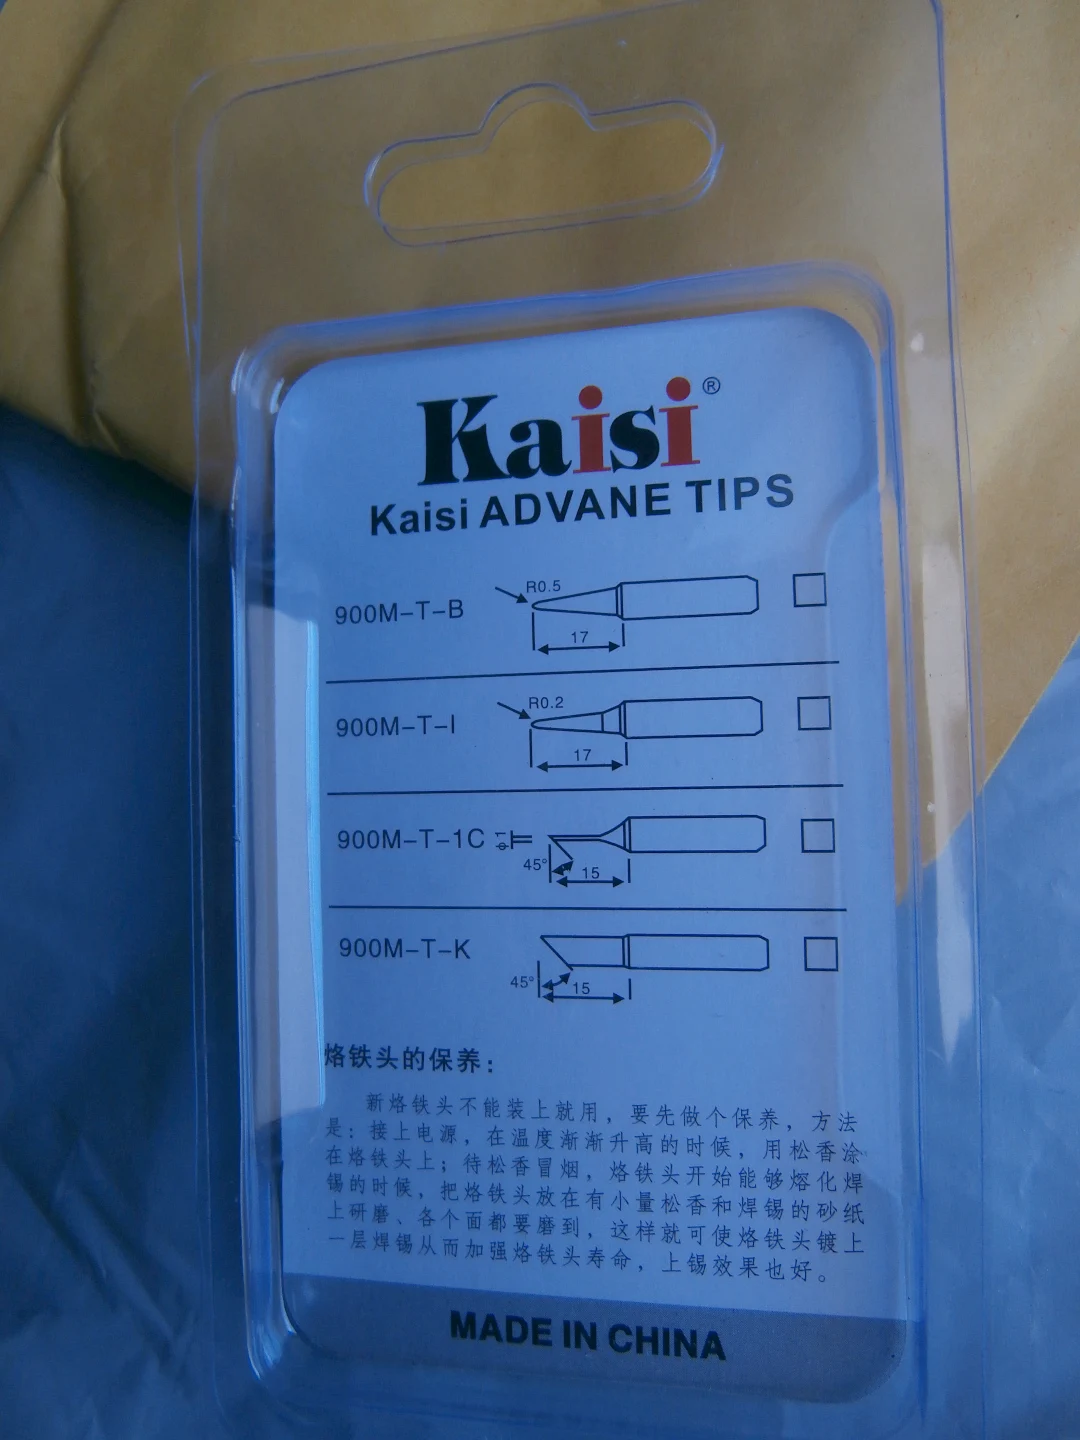 Kaisi®
Kaisi ADVANE TIPS
900M-T-B
R0.5
17
900M-T-I
R0.2
17
900M-T-1C
45°
15
900M-T-K
45°
15
烙铁头的保养：
新烙铁头不能装上就用，要先做个保养，方法
是：接上电源，在温度渐渐升高的时候，用松香涂
在烙铁头上；待松香冒烟，烙铁头开始能够熔化焊
锡的时候，把烙铁头放在有小量松香和焊锡的砂纸
上研磨、各个面都要磨到，这样就可使烙铁头镀上
一层焊锡从而加强烙铁头寿命，上锡效果也好。
MADE IN CHINA